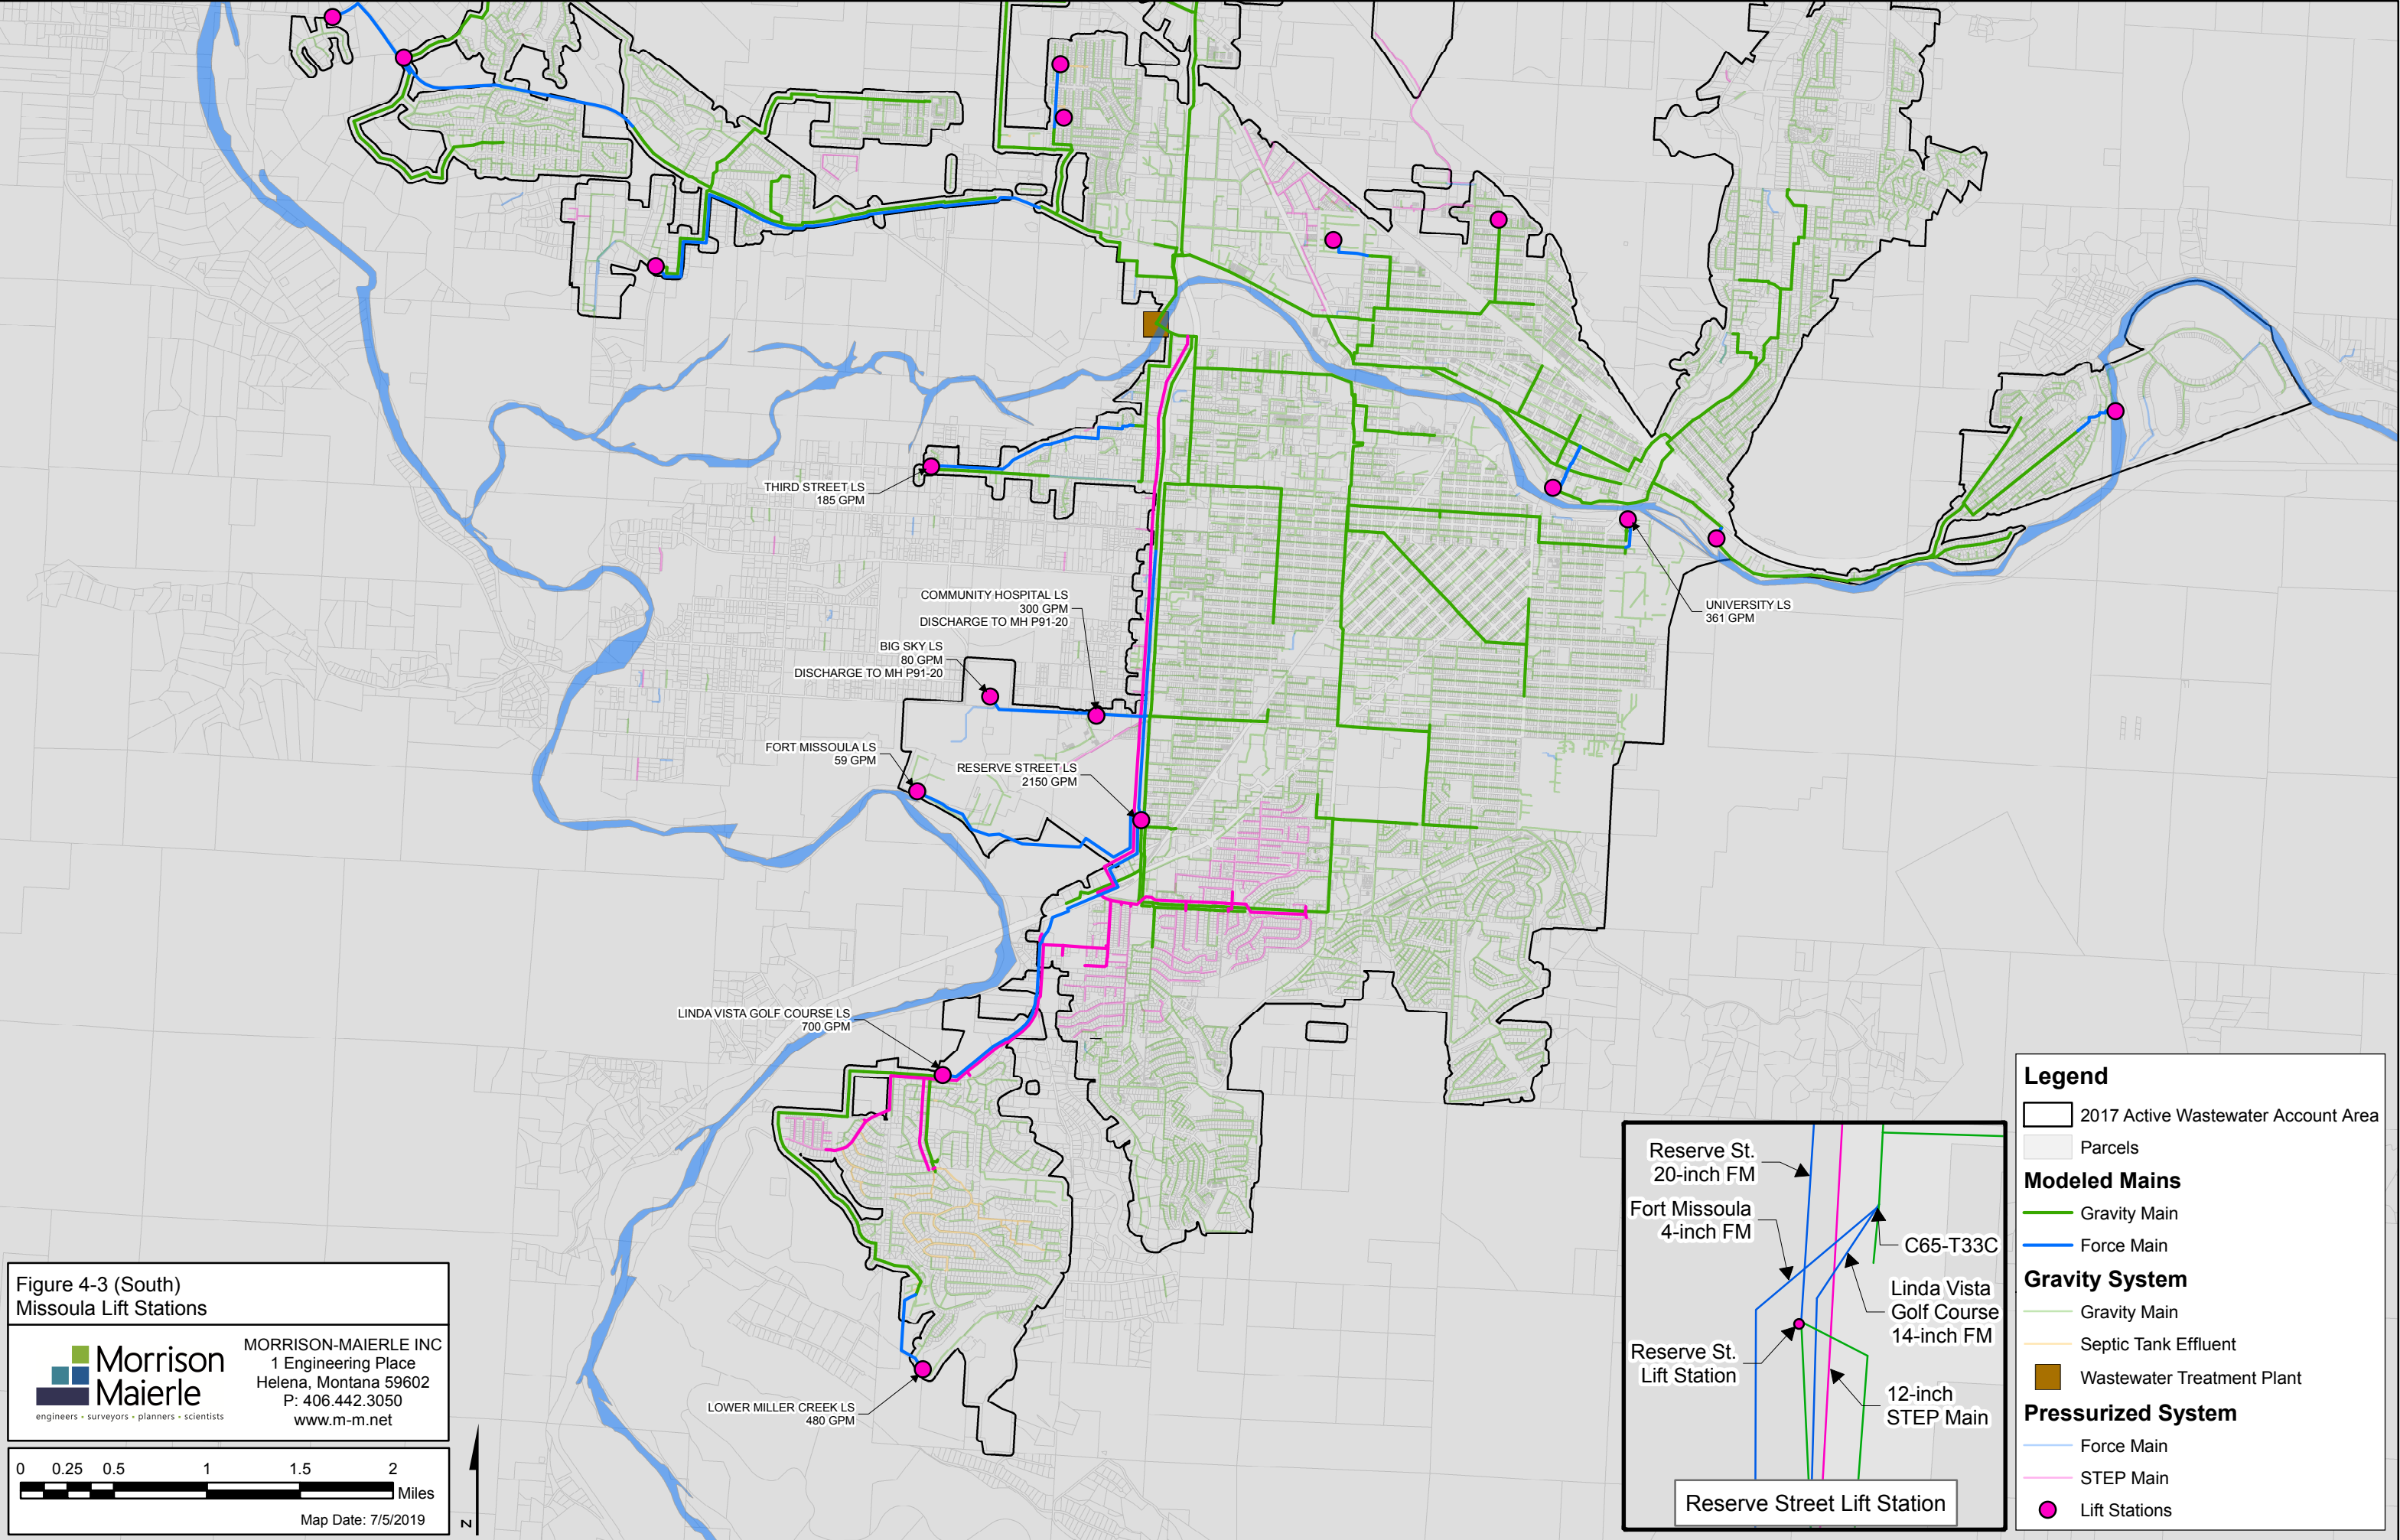 THIRD STREET LS
185 GPM
COMMUNITY HOSPITAL LS
300 GPM
DISCHARGE TO MH P91-20
BIG SKY LS
80 GPM
DISCHARGE TO MH P91-20
UNIVERSITY LS
361 GPM
FORT MISSOULA LS
59 GPM
RESERVE STREET LS
2150 GPM
LINDA VISTA GOLF COURSE LS
700 GPM
LOWER MILLER CREEK LS
480 GPM
Figure 4-3 (South)
Missoula Lift Stations
Morrison
Maierle
engineers - surveyors - planners - scientists
MORRISON-MAIERLE INC
1 Engineering Place
Helena, Montana 59602
P: 406.442.3050
www.m-m.net
0 0.25 0.5 1 1.5 2
Miles
Map Date: 7/5/2019
N
Reserve St.
20-inch FM
Fort Missoula
4-inch FM
C65-T33C
Linda Vista
Golf Course
14-inch FM
Reserve St.
Lift Station
12-inch
STEP Main
Reserve Street Lift Station
Legend
2017 Active Wastewater Account Area
Parcels
Modeled Mains
Gravity Main
Force Main
Gravity System
Gravity Main
Septic Tank Effluent
Wastewater Treatment Plant
Pressurized System
Force Main
STEP Main
Lift Stations